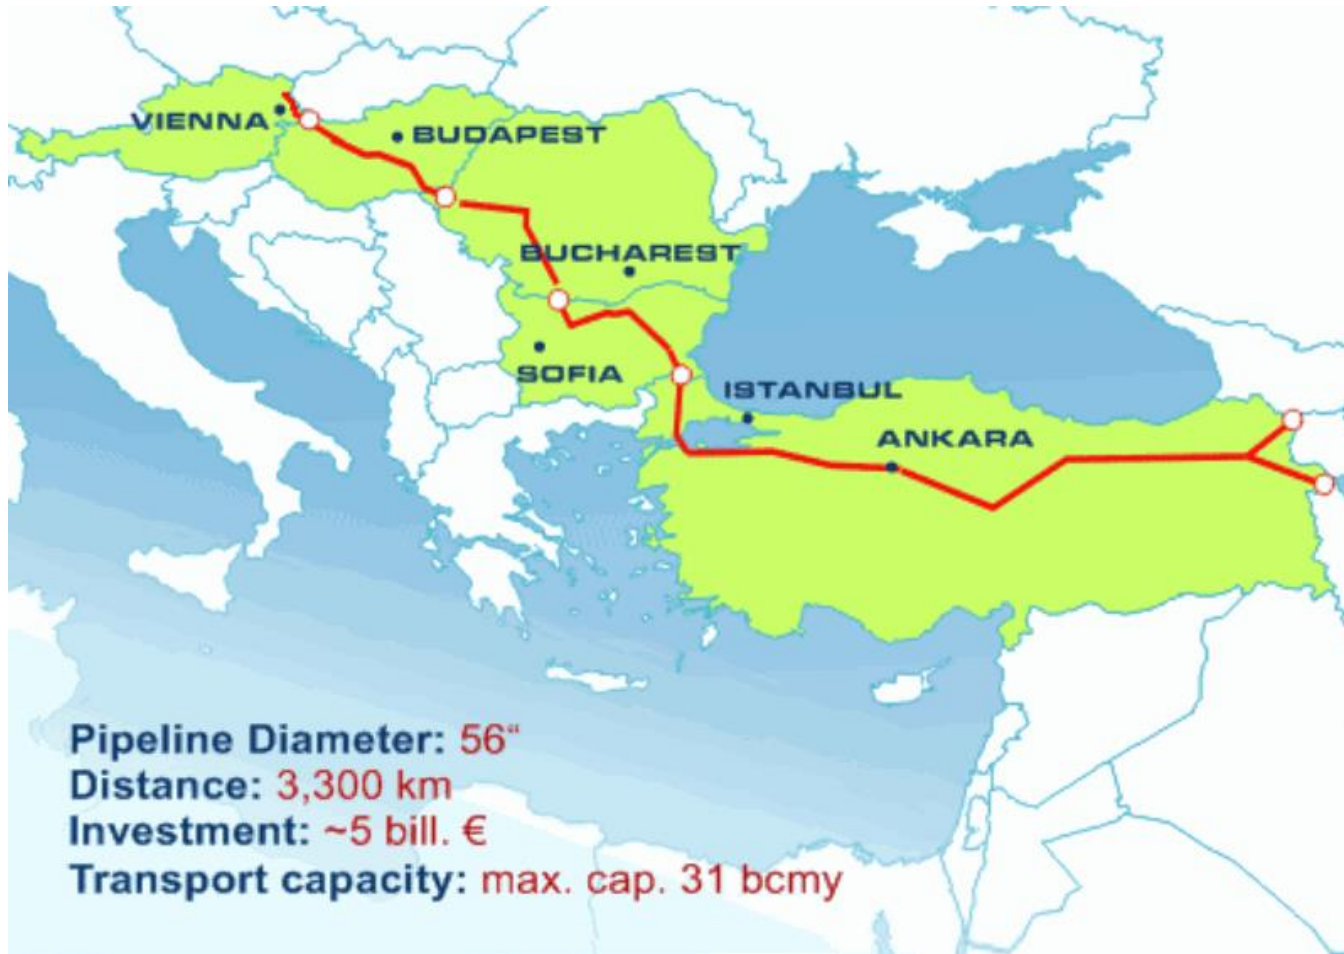 VIENNA
BUDAPEST
BUCHAREST
SOFIA
ISTANBUL
ANKARA
Pipeline Diameter: 56“
Distance: 3,300 km
Investment: ~5 bill. €
Transport capacity: max. cap. 31 bcmy